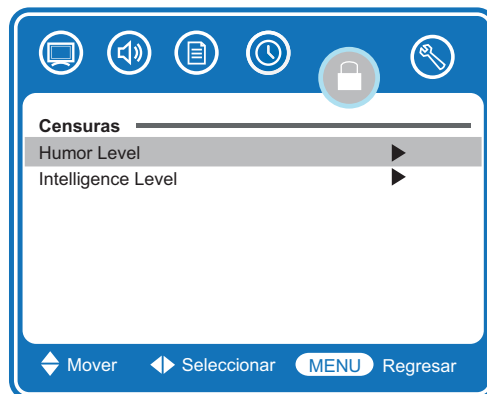 Censuras
Humor Level
Intelligence Level
Mover Seleccionar MENU Regresar